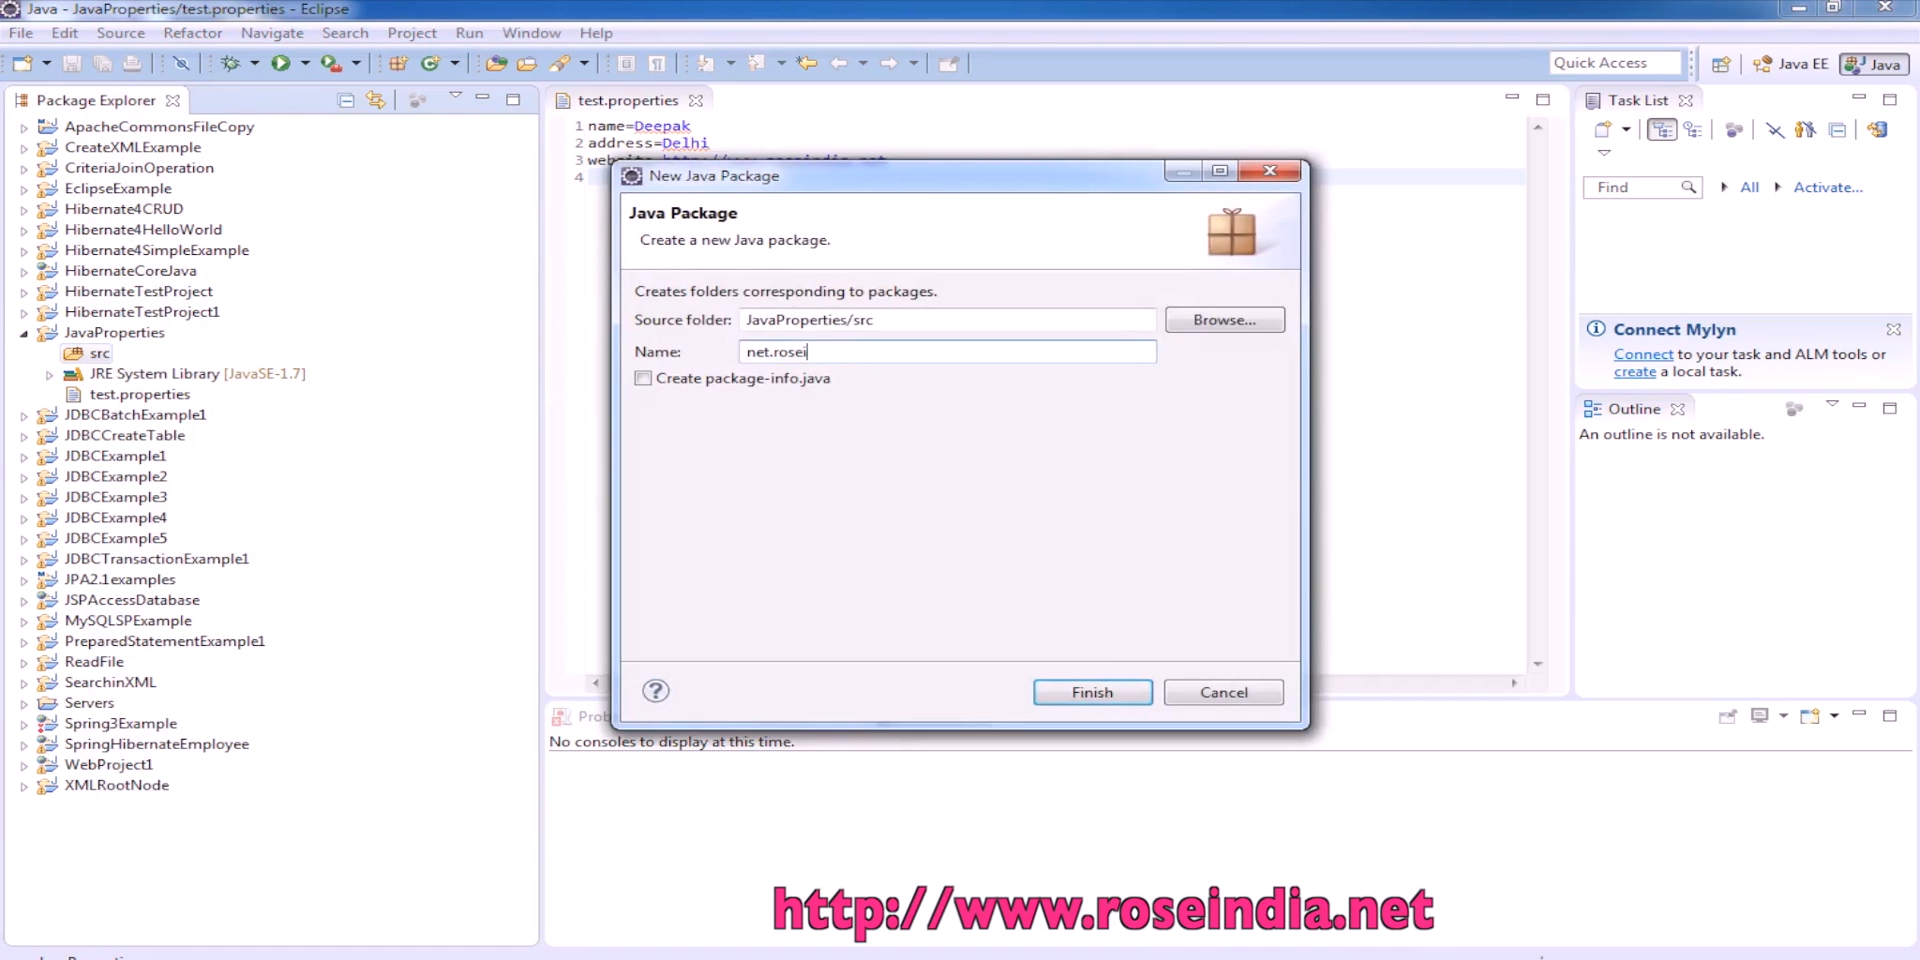 Java - JavaProperties/test.properties - Eclipse
File Edit Source Refactor Navigate Search Project Run Window Help
Quick Access
Java EE
Java
Package Explorer
ApacheCommonsFileCopy
CreateXMLExample
CriteriaJoinOperation
EclipseExample
Hibernate4CRUD
Hibernate4HelloWorld
Hibernate4SimpleExample
HibernateCoreJava
HibernateTestProject
HibernateTestProject1
JavaProperties
src
JRE System Library [JavaSE-1.7]
test.properties
JDBCBatchExample1
JDBCCreateTable
JDBCExample1
JDBCExample2
JDBCExample3
JDBCExample4
JDBCExample5
JDBCTransactionExample1
JPA2.1examples
JSPAccessDatabase
MySQLSPExample
PreparedStatementExample1
ReadFile
SearchinXML
Servers
Spring3Example
SpringHibernateEmployee
WebProject1
XMLRootNode
test.properties
1 name=Deepak
2 address=Delhi
3
4
New Java Package
Java Package
Create a new Java package.
Creates folders corresponding to packages.
Source folder: JavaProperties/src Browse...
Name: net.rosei
Create package-info.java
Finish Cancel
No consoles to display at this time.
Task List
Find All Activate...
Connect Mylyn
Connect to your task and ALM tools or
create a local task.
Outline
An outline is not available.
http://www.roseindia.net